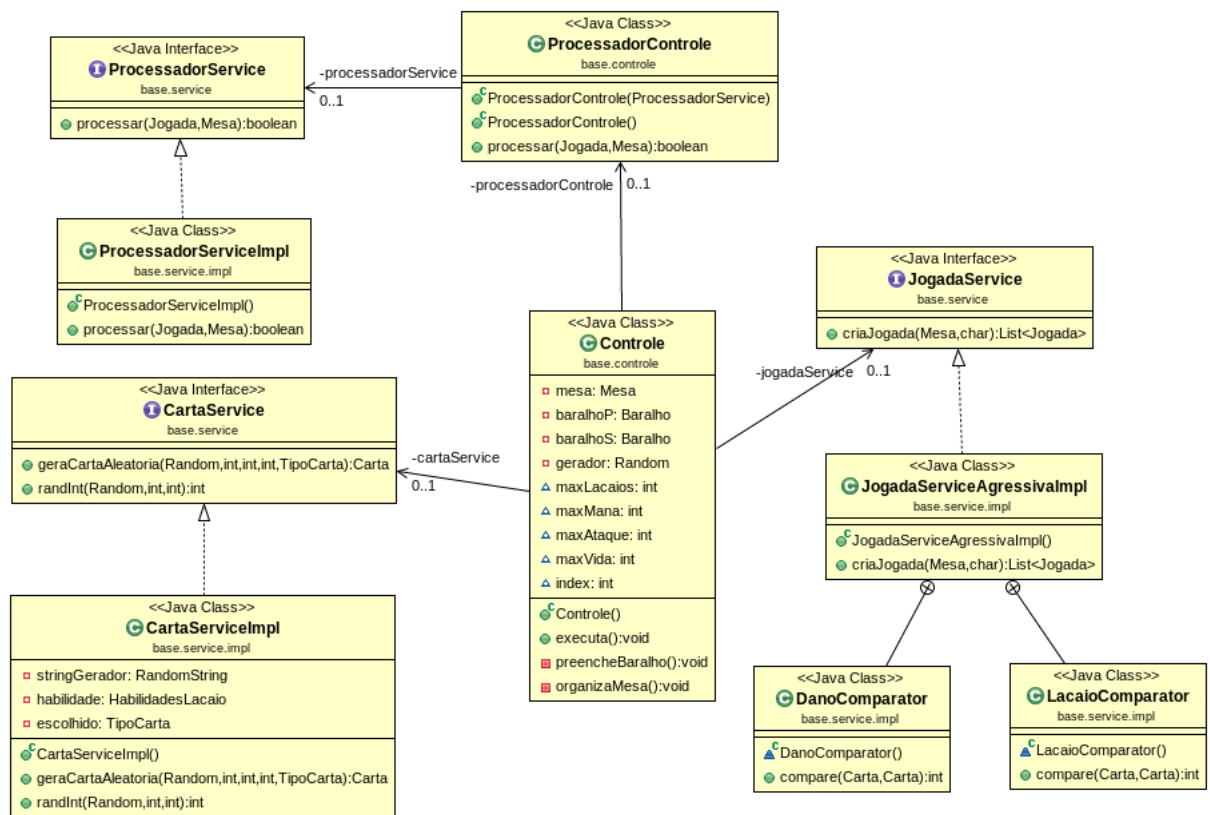 <<Java Interface>>
ProcessadorService
base.service
processar(Jogada,Mesa):boolean
-processadorService
0..1
<<Java Class>>
ProcessadorControle
base.controle
ProcessadorControle(ProcessadorService)
ProcessadorControle()
processar(Jogada,Mesa):boolean
-processadorControle
0..1
<<Java Class>>
ProcessadorServiceImpl
base.service.impl
ProcessadorServiceImpl()
processar(Jogada,Mesa):boolean
<<Java Interface>>
JogadaService
base.service
criaJogada(Mesa,char):List<Jogada>
-jogadaService
0..1
<<Java Class>>
Controle
base.controle
mesa: Mesa
baralhoP: Baralho
baralhoS: Baralho
gerador: Random
maxLacaios: int
maxMana: int
maxAtaque: int
maxVida: int
index: int
Controle()
executa():void
preencheBaralho():void
organizaMesa():void
<<Java Interface>>
CartaService
base.service
geraCartaAleatoria(Random,int,int,int,TipoCarta):Carta
randInt(Random,int,int):int
-cartaService
0..1
<<Java Class>>
JogadaServiceAgressivaImpl
base.service.impl
JogadaServiceAgressivaImpl()
criaJogada(Mesa,char):List<Jogada>
<<Java Class>>
CartaServiceImpl
base.service.impl
stringGerador: RandomString
habilidade: HabilidadesLacaio
escolhido: TipoCarta
CartaServiceImpl()
geraCartaAleatoria(Random,int,int,int,TipoCarta):Carta
randInt(Random,int,int):int
<<Java Class>>
DanoComparator
base.service.impl
DanoComparator()
compare(Carta,Carta):int
<<Java Class>>
LacaioComparator
base.service.impl
LacaioComparator()
compare(Carta,Carta):int